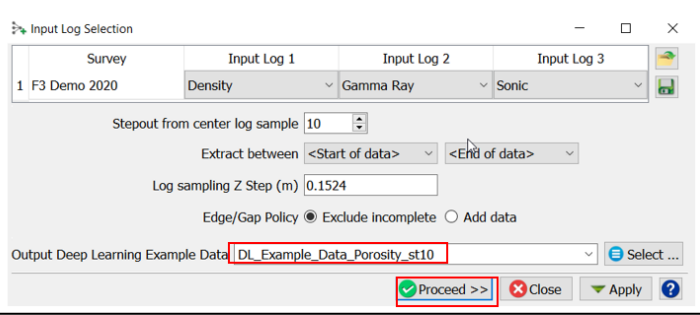 Input Log Selection
Survey Input Log 1 Input Log 2 Input Log 3
1 F3 Demo 2020 Density Gamma Ray Sonic
Stepout from center log sample 10
Extract between <Start of data> <End of data>
Log sampling Z Step (m) 0.1524
Edge/Gap Policy Exclude incomplete Add data
Output Deep Learning Example Data DL_Example_Data_Porosity_st10 Select ...
Proceed >> Close Apply ?